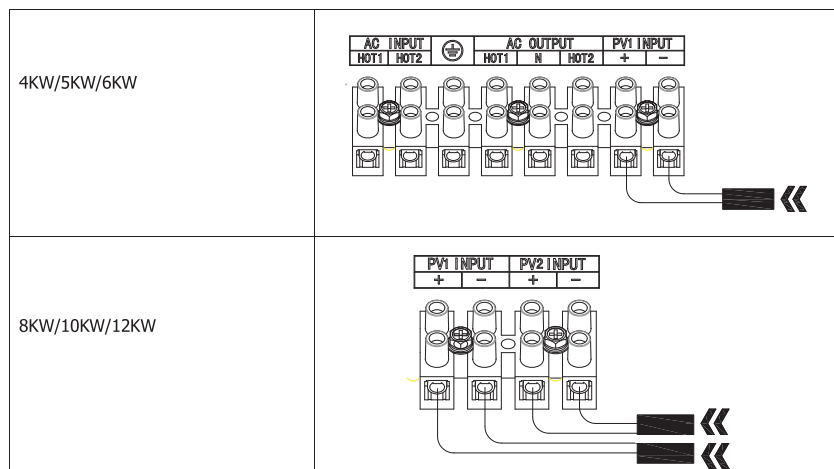 4KW/5KW/6KW
AC INPUT AC OUTPUT PV1 INPUT
HOT1 HOT2 HOT1 N HOT2 + −
8KW/10KW/12KW
PV1 INPUT PV2 INPUT
+ − + −